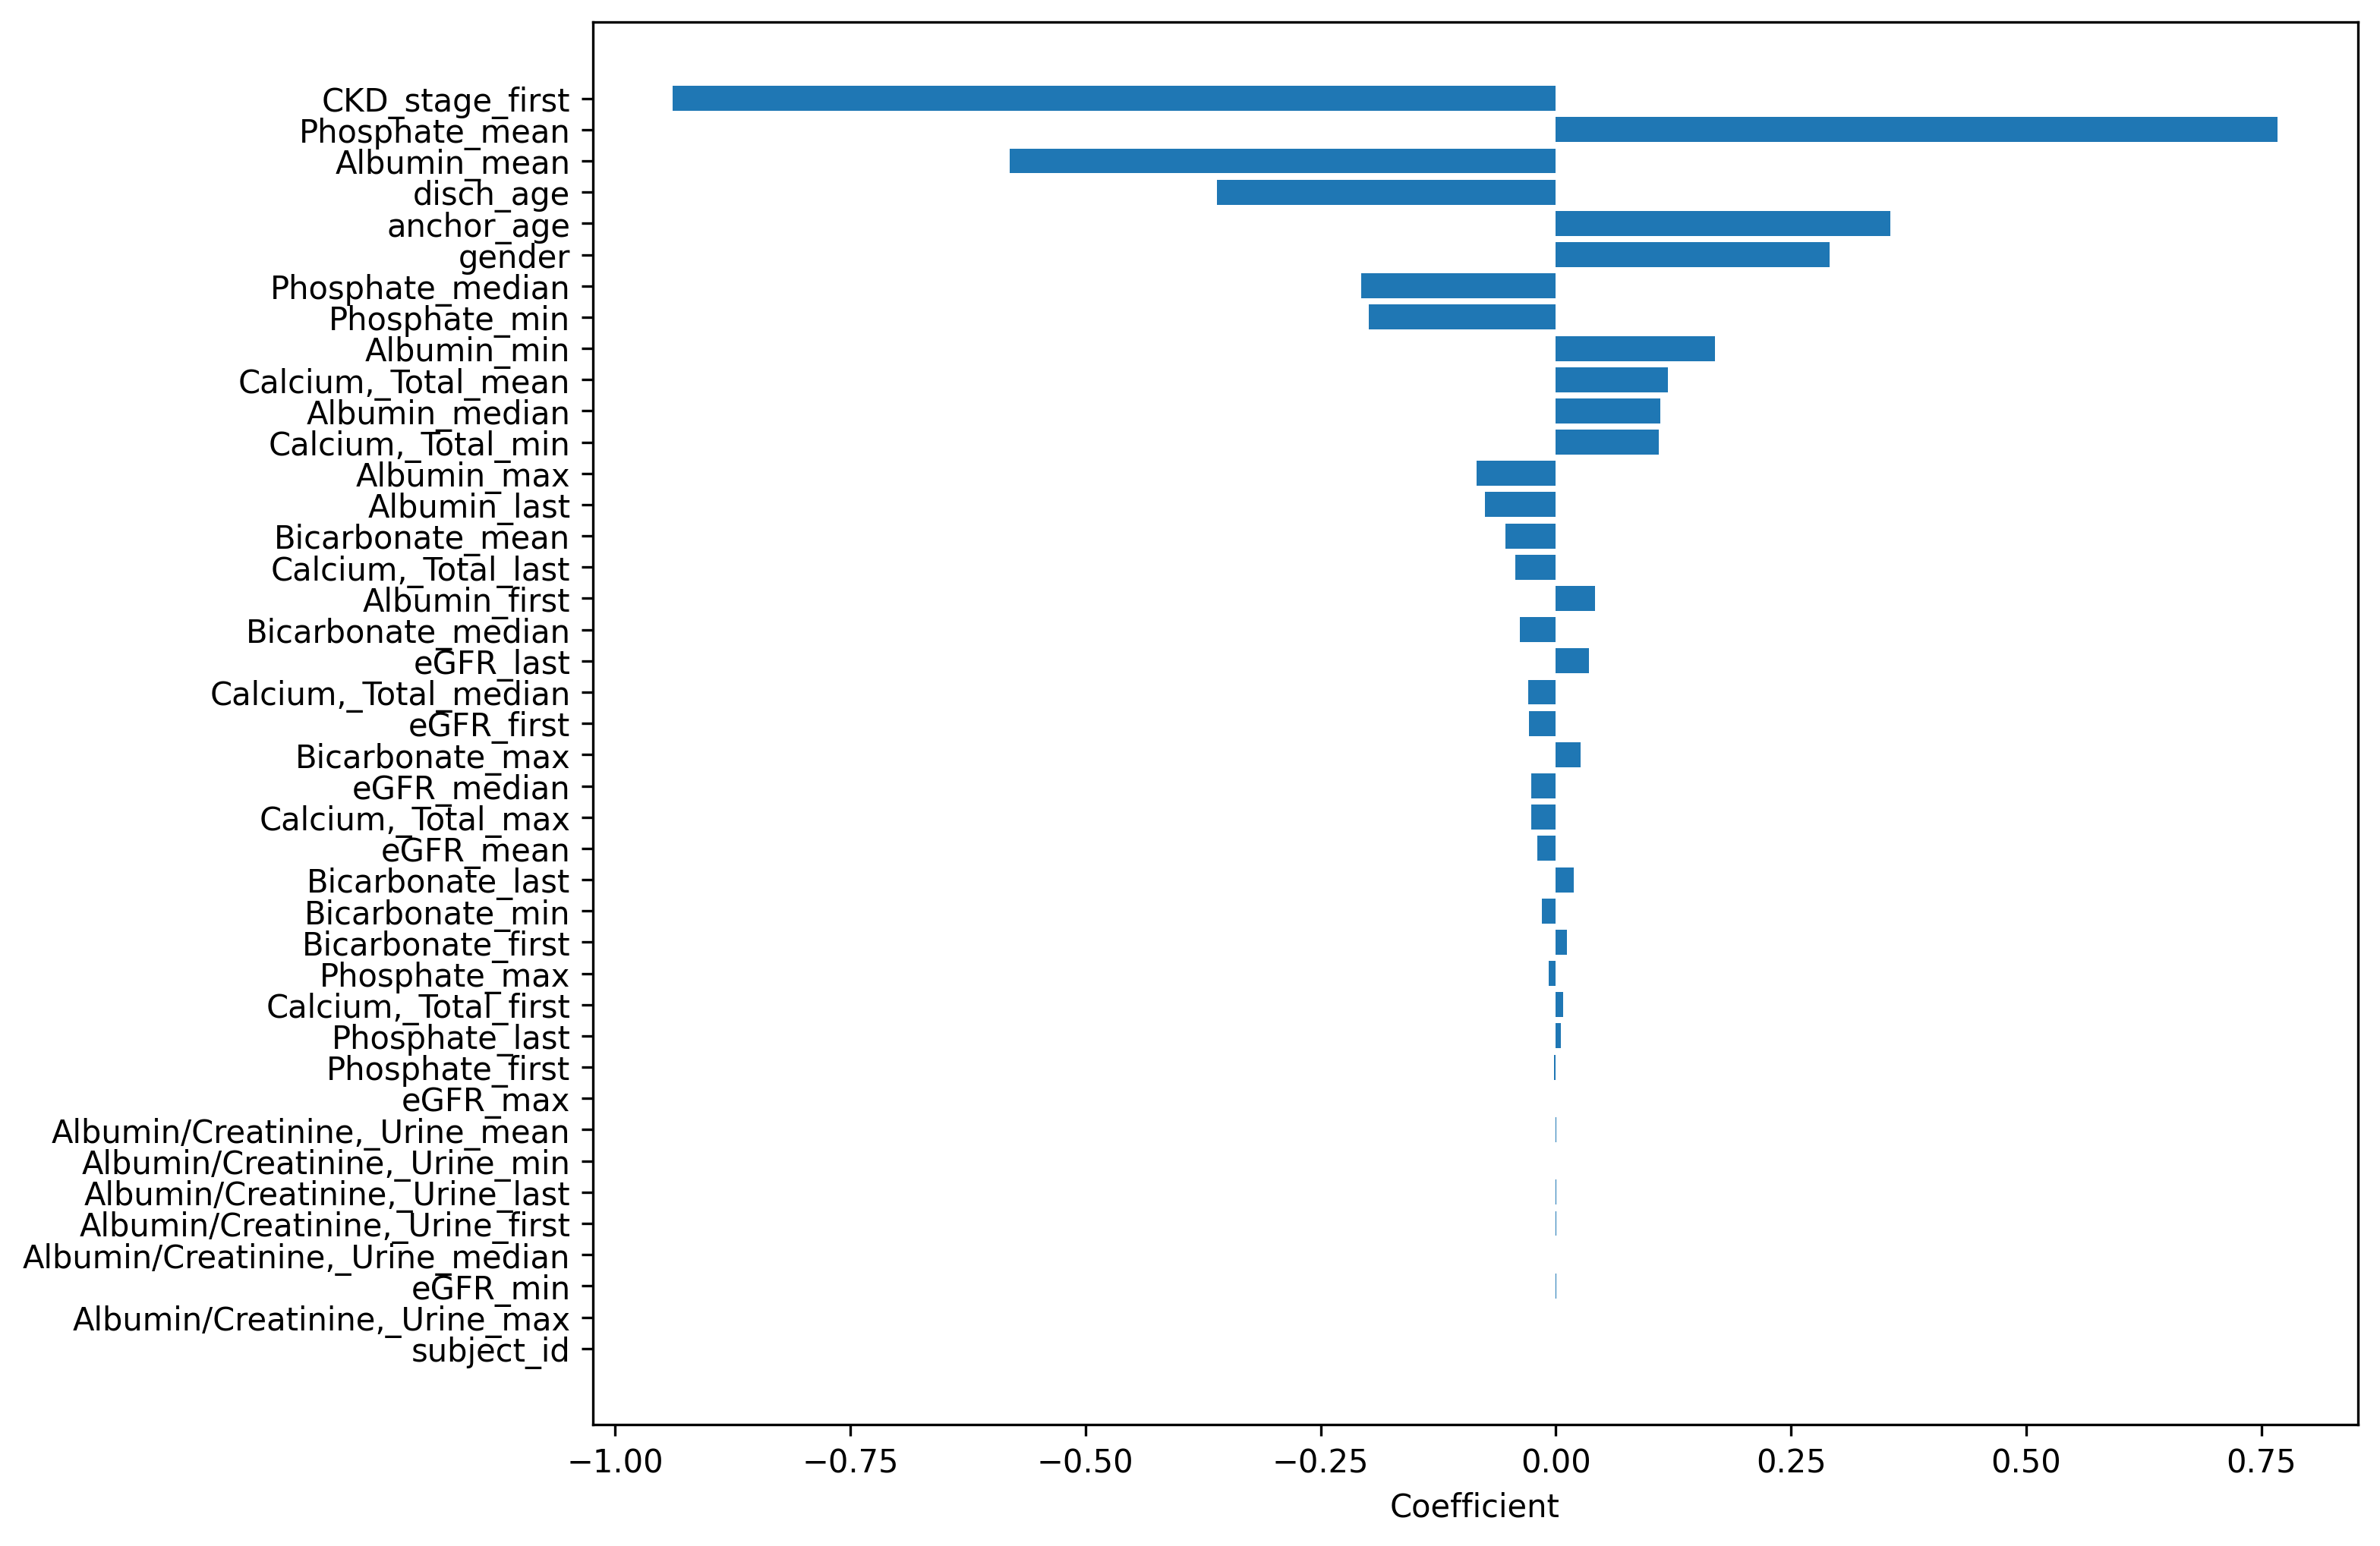 CKD_stage_first
Phosphate_mean
Albumin_mean
disch_age
anchor_age
gender
Phosphate_median
Phosphate_min
Albumin_min
Calcium,_Total_mean
Albumin_median
Calcium,_Total_min
Albumin_max
Albumin_last
Bicarbonate_mean
Calcium,_Total_last
Albumin_first
Bicarbonate_median
eGFR_last
Calcium,_Total_median
eGFR_first
Bicarbonate_max
eGFR_median
Calcium,_Total_max
eGFR_mean
Bicarbonate_last
Bicarbonate_min
Bicarbonate_first
Phosphate_max
Calcium,_Total_first
Phosphate_last
Phosphate_first
eGFR_max
Albumin/Creatinine,_Urine_mean
Albumin/Creatinine,_Urine_min
Albumin/Creatinine,_Urine_last
Albumin/Creatinine,_Urine_first
Albumin/Creatinine,_Urine_median
eGFR_min
Albumin/Creatinine,_Urine_max
subject_id
−1.00 −0.75 −0.50 −0.25 0.00 0.25 0.50 0.75
Coefficient